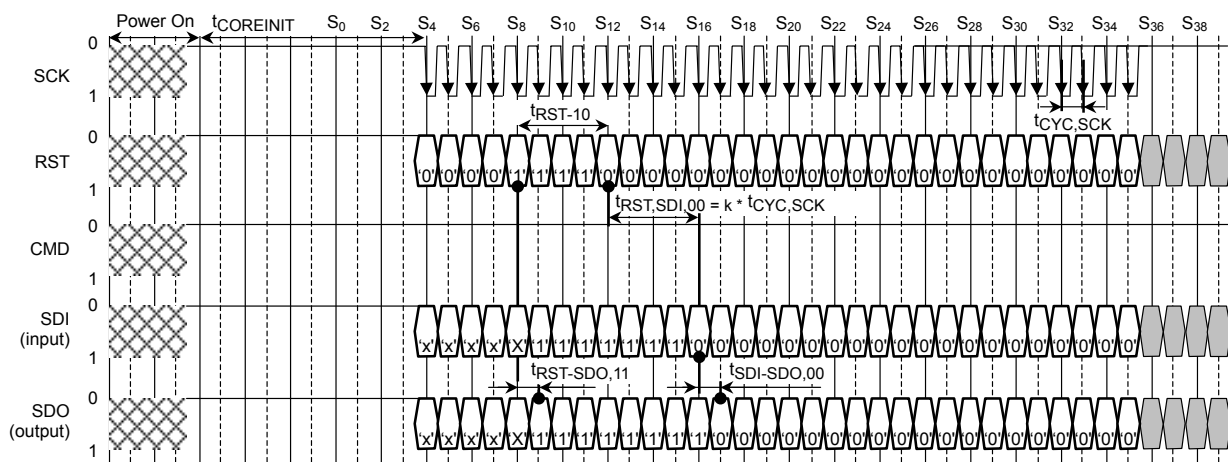 Power On tCOREINIT S0 S2 S4 S6 S8 S10 S12 S14 S16 S18 S20 S22 S24 S26 S28 S30 S32 S34 S36 S38
0
SCK
1
tRST-10 tCYC,SCK
0
RST
'0' '0' '0' '0' '1' '1' '1' '1' '0' '0' '0' '0' '0' '0' '0' '0' '0' '0' '0' '0' '0' '0' '0' '0' '0' '0' '0' '0' '0' '0' '0' '0'
1
tRST,SDI,00 = k * tCYC,SCK
0
CMD
1
0
SDI
(input)
'x' 'x' 'x' 'x' 'X' '1' '1' '1' '1' '1' '1' '1' '0' '0' '0' '0' '0' '0' '0' '0' '0' '0' '0' '0' '0' '0' '0' '0' '0' '0' '0' '0'
1
tRST-SDO,11 tSDI-SDO,00
0
SDO
(output)
'x' 'x' 'x' 'x' 'X' '1' '1' '1' '1' '1' '1' '1' '1' '0' '0' '0' '0' '0' '0' '0' '0' '0' '0' '0' '0' '0' '0' '0' '0' '0' '0' '0'
1